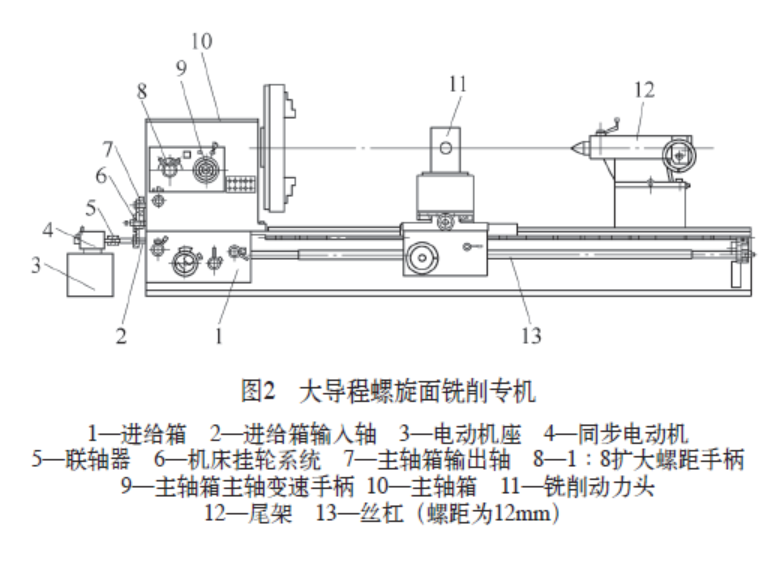 10
9
11
8
12
7
6
5
4
3
2
1
13
图2 大导程螺旋面铣削专机
1—进给箱 2—进给箱输入轴 3—电动机座 4—同步电动机
5—联轴器 6—机床挂轮系统 7—主轴箱输出轴 8—1：8扩大螺距手柄
9—主轴箱主轴变速手柄 10—主轴箱 11—铣削动力头
12—尾架 13—丝杠（螺距为12mm）